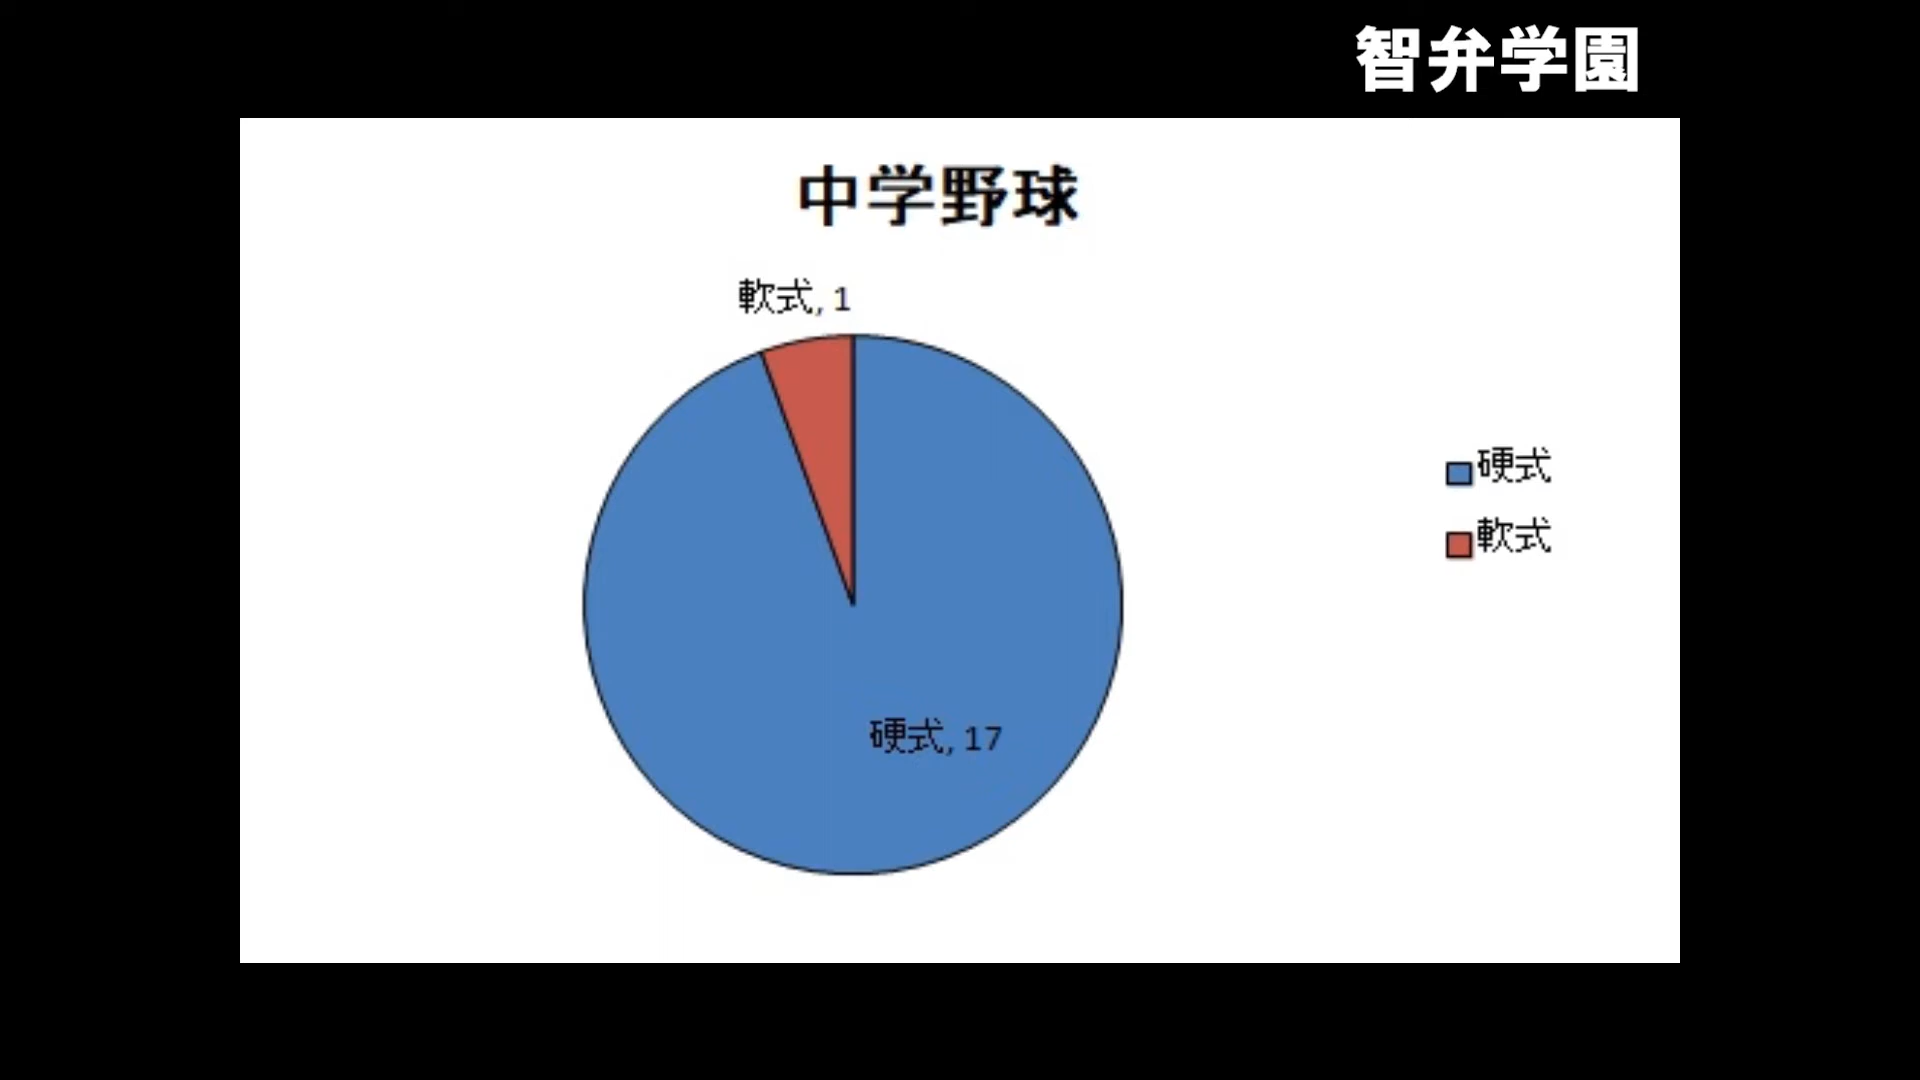 智弁学園
中学野球
軟式, 1
硬式
軟式
硬式, 17